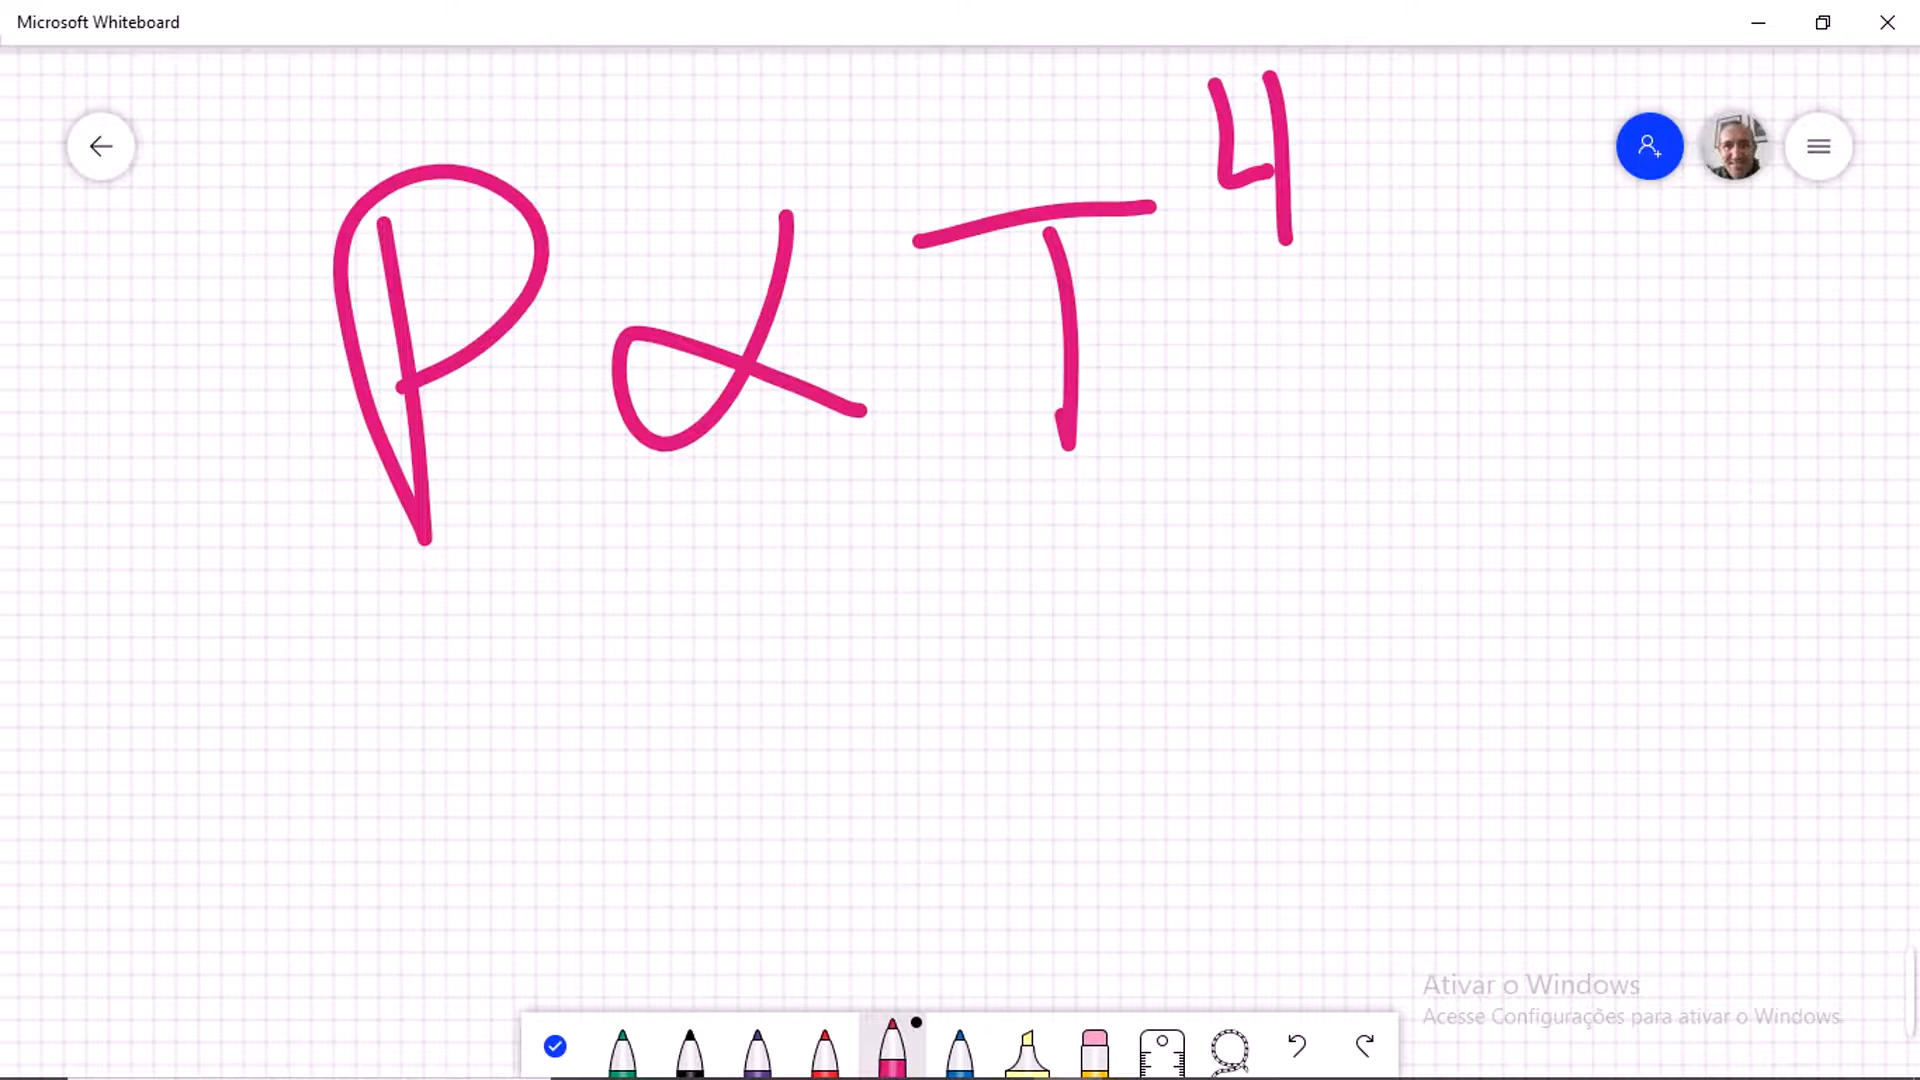 Microsoft Whiteboard
P α T⁴
Ativar o Windows
Acesse Configurações para ativar o Windows.